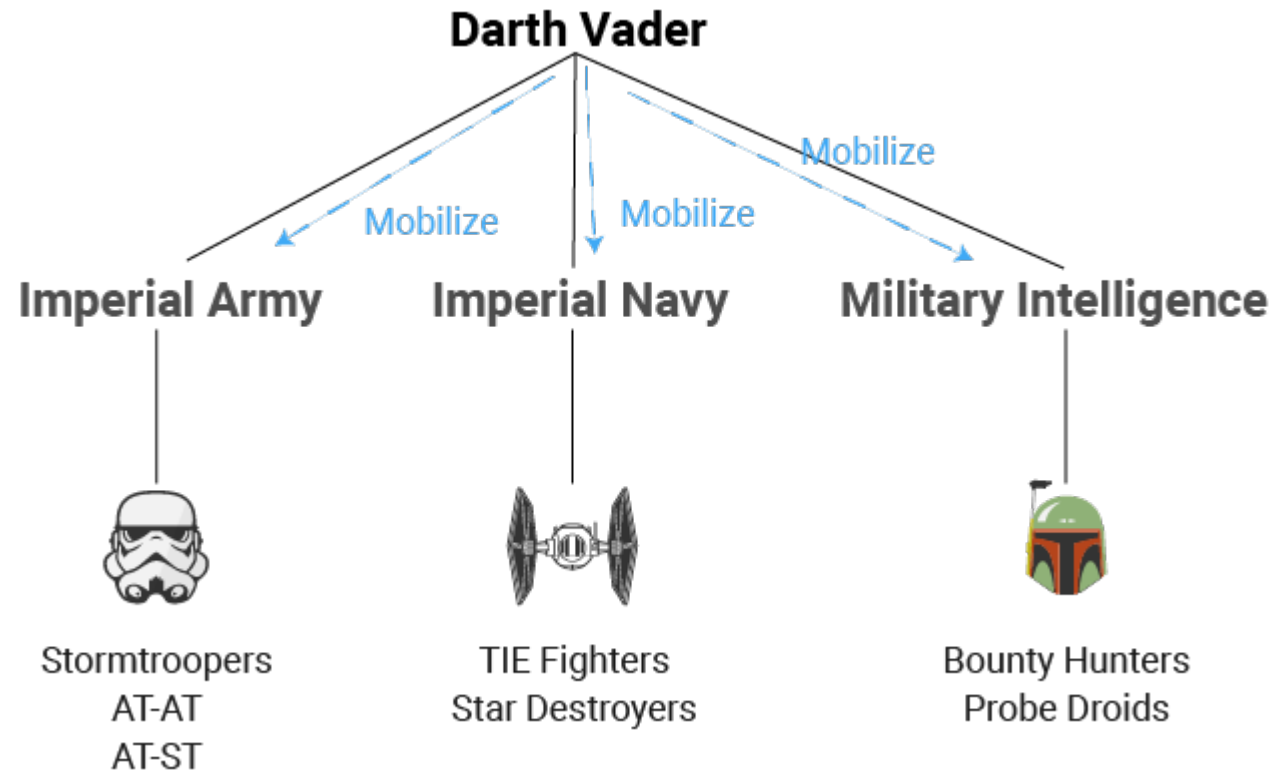 Darth Vader
Mobilize
Mobilize
Mobilize
Imperial Army
Imperial Navy
Military Intelligence
Stormtroopers
AT-AT
AT-ST
TIE Fighters
Star Destroyers
Bounty Hunters
Probe Droids